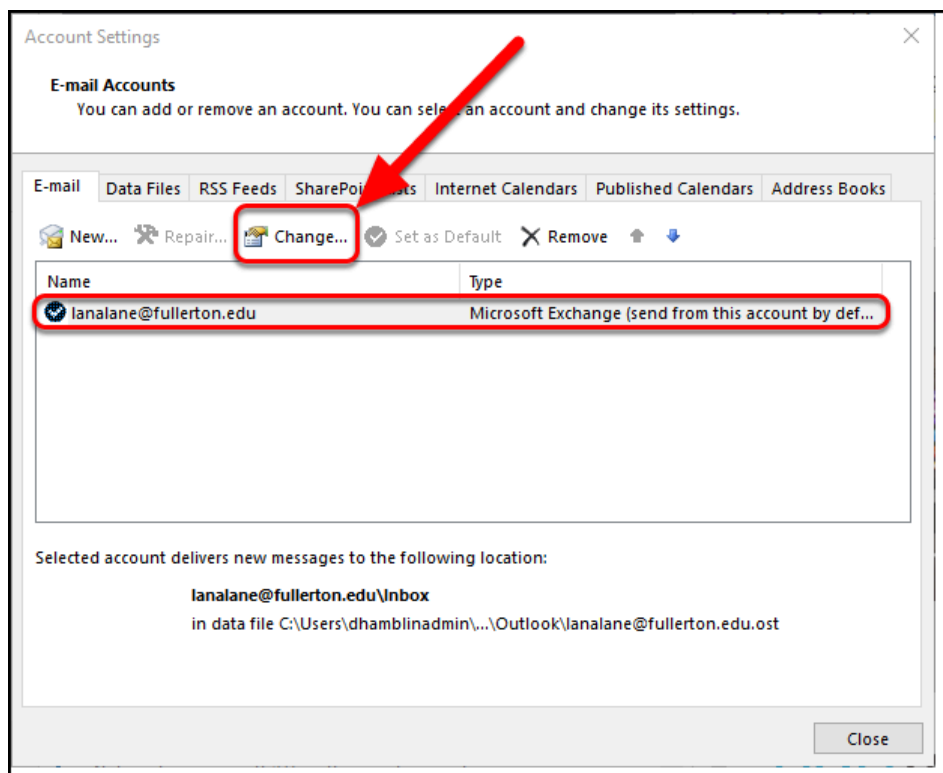 Account Settings
E-mail Accounts
You can add or remove an account. You can select an account and change its settings.
E-mail Data Files RSS Feeds SharePoint Lists Internet Calendars Published Calendars Address Books
New... Repair... Change... Set as Default Remove
Name Type
lanalane@fullerton.edu Microsoft Exchange (send from this account by def...
Selected account delivers new messages to the following location:
lanalane@fullerton.edu\Inbox
in data file C:\Users\dhamblinadmin\...\Outlook\lanalane@fullerton.edu.ost
Close